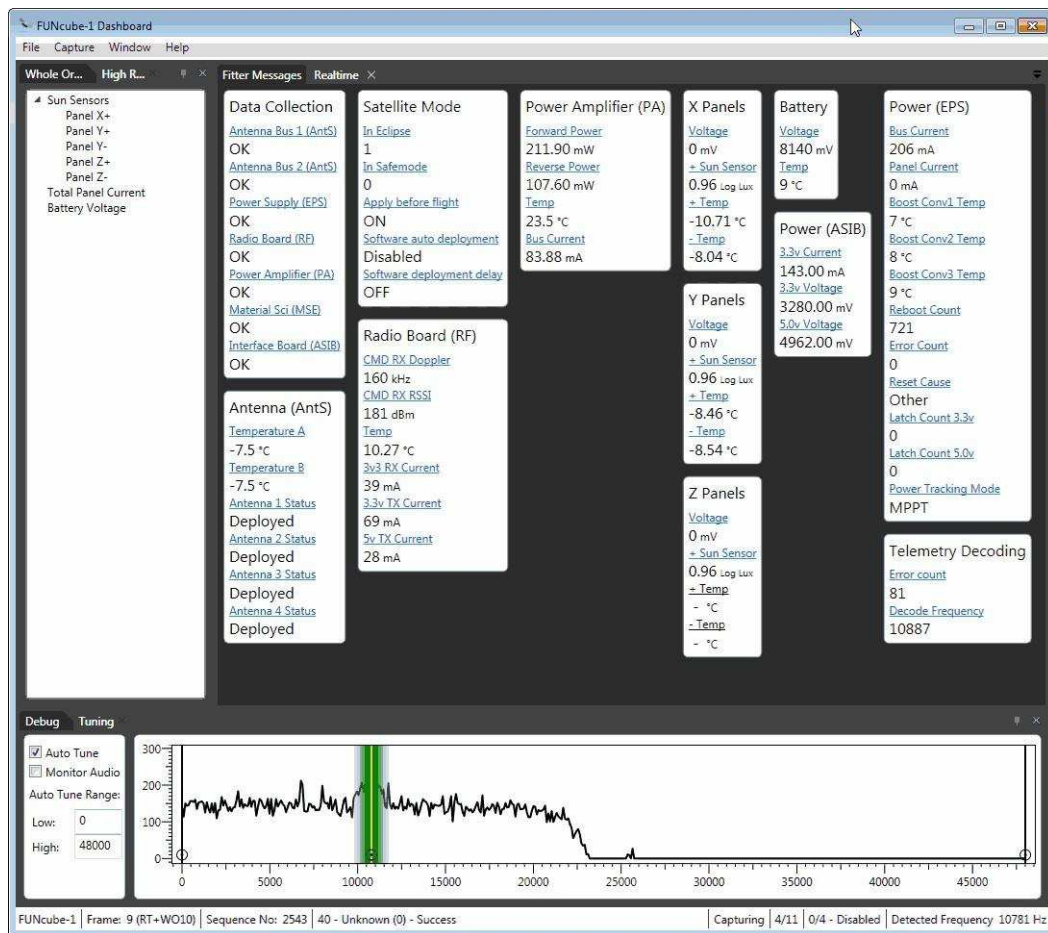 FUNcube-1 Dashboard
File Capture Window Help
Whole Or... High R...
Fitter Messages Realtime
Sun Sensors
Panel X+
Panel Y+
Panel Y-
Panel Z+
Panel Z-
Total Panel Current
Battery Voltage
Data Collection
Antenna Bus 1 (AntS)
OK
Antenna Bus 2 (AntS)
OK
Power Supply (EPS)
OK
Radio Board (RF)
OK
Power Amplifier (PA)
OK
Material Sci (MSE)
OK
Interface Board (ASIB)
OK
Antenna (AntS)
Temperature A
-7.5 °C
Temperature B
-7.5 °C
Antenna 1 Status
Deployed
Antenna 2 Status
Deployed
Antenna 3 Status
Deployed
Antenna 4 Status
Deployed
Satellite Mode
In Eclipse
1
In Safemode
0
Apply before flight
ON
Software auto deployment
Disabled
Software deployment delay
OFF
Radio Board (RF)
CMD RX Doppler
160 kHz
CMD RX RSSI
181 dBm
Temp
10.27 °C
3v3 RX Current
39 mA
3.3v TX Current
69 mA
5v TX Current
28 mA
Power Amplifier (PA)
Forward Power
211.90 mW
Reverse Power
107.60 mW
Temp
23.5 °C
Bus Current
83.88 mA
X Panels
Voltage
0 mV
+ Sun Sensor
0.96 Log Lux
+ Temp
-10.71 °C
- Temp
-8.04 °C
Y Panels
Voltage
0 mV
+ Sun Sensor
0.96 Log Lux
+ Temp
-8.46 °C
- Temp
-8.54 °C
Z Panels
Voltage
0 mV
+ Sun Sensor
0.96 Log Lux
+ Temp
- °C
- Temp
- °C
Battery
Voltage
8140 mV
Temp
9 °C
Power (ASIB)
3.3v Current
143.00 mA
3.3v Voltage
3280.00 mV
5.0v Voltage
4962.00 mV
Power (EPS)
Bus Current
206 mA
Panel Current
0 mA
Boost Conv1 Temp
7 °C
Boost Conv2 Temp
8 °C
Boost Conv3 Temp
9 °C
Reboot Count
721
Error Count
0
Reset Cause
Other
Latch Count 3.3v
0
Latch Count 5.0v
0
Power Tracking Mode
MPPT
Telemetry Decoding
Error count
81
Decode Frequency
10887
Debug Tuning
Auto Tune
Monitor Audio
Auto Tune Range:
Low: 0
High: 48000
300
200
100
0
0 5000 10000 15000 20000 25000 30000 35000 40000 45000
FUNcube-1 Frame: 9 (RT+WO10) Sequence No: 2543 40 - Unknown (0) - Success Capturing 4/11 0/4 - Disabled Detected Frequency 10781 Hz